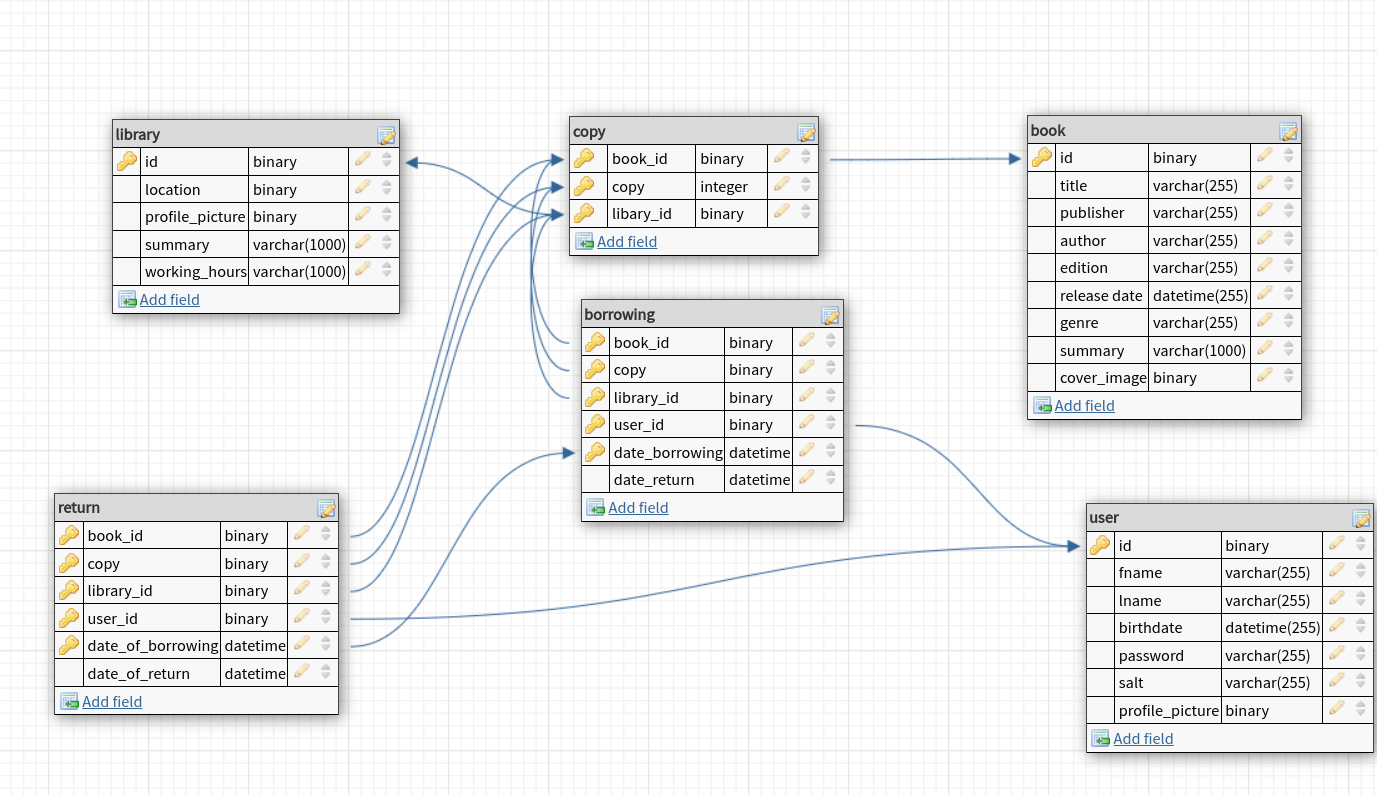 library
id binary
location binary
profile_picture binary
summary varchar(1000)
working_hours varchar(1000)
Add field
copy
book_id binary
copy integer
libary_id binary
Add field
book
id binary
title varchar(255)
publisher varchar(255)
author varchar(255)
edition varchar(255)
release date datetime(255)
genre varchar(255)
summary varchar(1000)
cover_image binary
Add field
borrowing
book_id binary
copy binary
library_id binary
user_id binary
date_borrowing datetime
date_return datetime
Add field
return
book_id binary
copy binary
library_id binary
user_id binary
date_of_borrowing datetime
date_of_return datetime
Add field
user
id binary
fname varchar(255)
lname varchar(255)
birthdate datetime(255)
password varchar(255)
salt varchar(255)
profile_picture binary
Add field